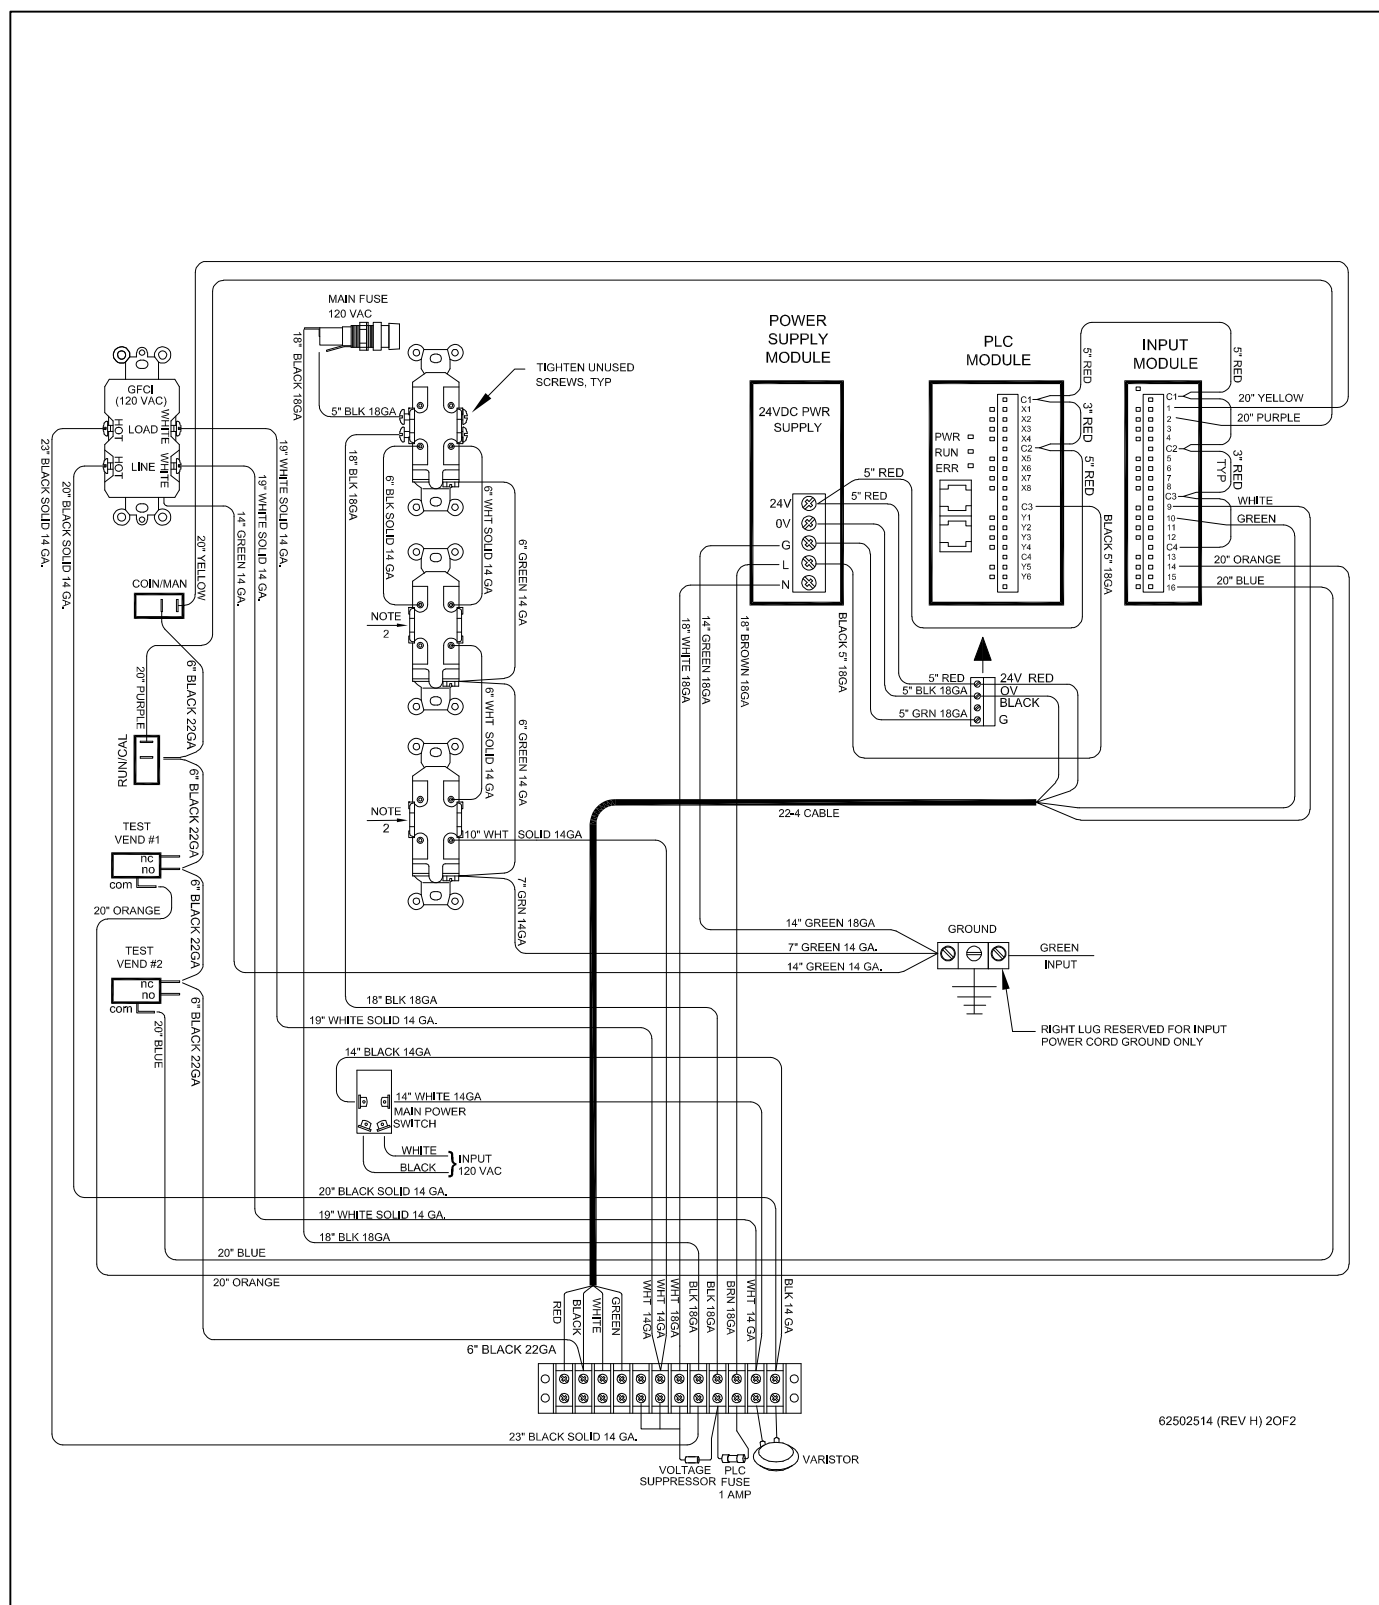 MAIN FUSE
120 VAC
18" BLACK 18GA
5" BLK 18GA
18" BLK 18GA
TIGHTEN UNUSED
SCREWS, TYP
GFCI
(120 VAC)
HOT
LOAD
WHITE
HOT
LINE
WHITE
23" BLACK SOLID 14 GA.
20" BLACK SOLID 14 GA.
20" YELLOW
14" GREEN 14 GA.
19" WHITE SOLID 14 GA.
19" WHITE SOLID 14 GA.
6" BLK SOLID 14 GA
6" WHT SOLID 14 GA
6" GREEN 14 GA
NOTE
2
6" WHT SOLID 14 GA
6" GREEN 14 GA
NOTE
2
10" WHT SOLID 14GA
7" GRN 14GA
POWER
SUPPLY
MODULE
24VDC PWR
SUPPLY
24V
0V
G
L
N
5" RED
5" RED
PLC
MODULE
PWR
RUN
ERR
C1
X1
X2
X3
X4
C2
X5
X6
X7
X8
C3
Y1
Y2
Y3
Y4
C4
Y5
Y6
5" RED
3" RED
5" RED
BLACK 5" 18GA
INPUT
MODULE
C1
1
2
3
4
C2
5
6
7
8
C3
9
10
11
12
C4
13
14
15
16
5" RED
20" YELLOW
20" PURPLE
3" RED
TYP
WHITE
GREEN
20" ORANGE
20" BLUE
18" WHITE 18GA
14" GREEN 18GA
18" BROWN 18GA
BLACK 5" 18GA
5" RED
5" BLK 18GA
5" GRN 18GA
24V RED
OV
BLACK
G
22-4 CABLE
COIN/MAN
20" PURPLE
6" BLACK 22GA
RUN/CAL
6" BLACK 22GA
TEST
VEND #1
nc
no
com
20" ORANGE
6" BLACK 22GA
TEST
VEND #2
nc
no
com
20" BLUE
6" BLACK 22GA
14" GREEN 18GA
7" GREEN 14 GA.
14" GREEN 14 GA.
GROUND
GREEN
INPUT
RIGHT LUG RESERVED FOR INPUT
POWER CORD GROUND ONLY
18" BLK 18GA
19" WHITE SOLID 14 GA.
14" BLACK 14GA
14" WHITE 14GA
MAIN POWER
SWITCH
WHITE
BLACK
INPUT
120 VAC
20" BLACK SOLID 14 GA.
19" WHITE SOLID 14 GA.
18" BLK 18GA
20" BLUE
20" ORANGE
RED
BLACK
WHITE
GREEN
WHT 14GA
WHT 14GA
WHT 18GA
BLK 18GA
BLK 18GA
BRN 18GA
WHT 14 GA
BLK 14 GA
6" BLACK 22GA
23" BLACK SOLID 14 GA.
VOLTAGE
SUPPRESSOR
PLC
FUSE
1 AMP
VARISTOR
62502514 (REV H) 2OF2